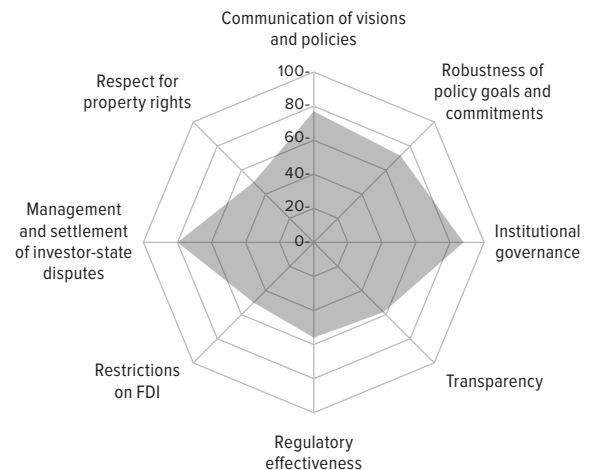 Communication of visions
and policies
Robustness of
policy goals and
commitments
Respect for
property rights
100-
80-
60-
40-
20-
0-
Management
and settlement
of investor-state
disputes
Institutional
governance
Restrictions
on FDI
Transparency
Regulatory
effectiveness